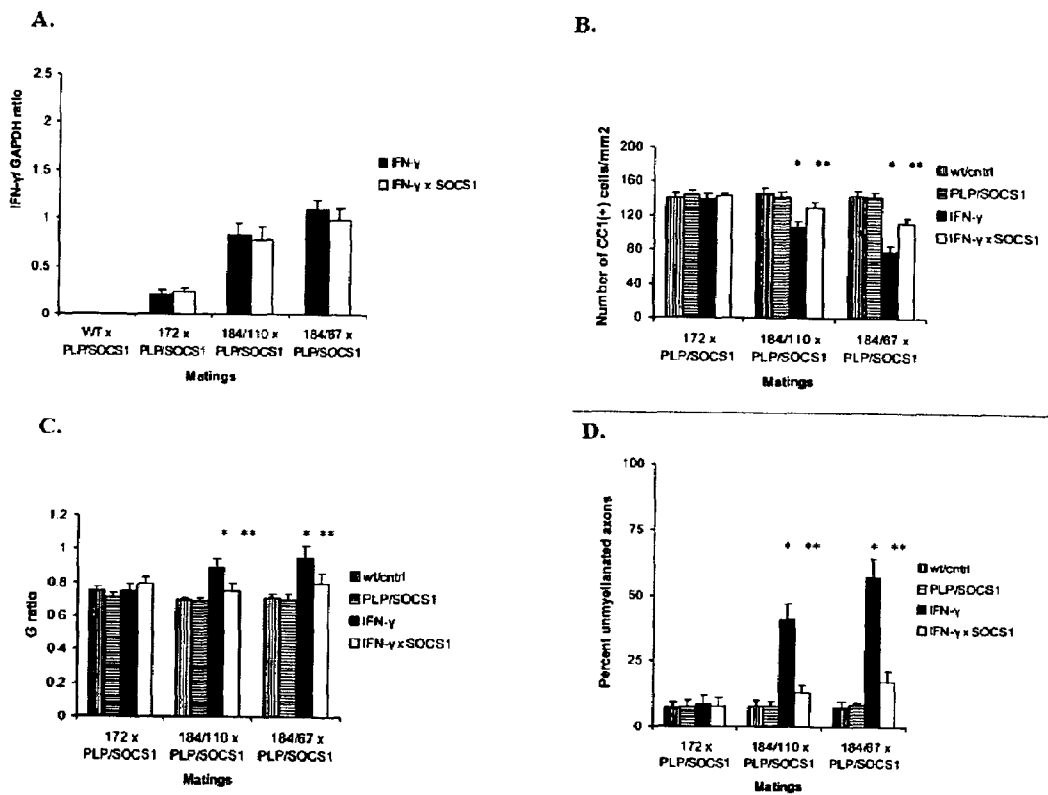 A.
IFN-γ/ GAPDH ratio
2.5
2
1.5
1
0.5
0
WT x PLP/SOCS1
172 x PLP/SOCS1
184/110 x PLP/SOCS1
184/67 x PLP/SOCS1
Matings
IFN-γ
IFN-γ x SOCS1
B.
Number of CC1(+) cells/mm2
200
160
120
80
40
0
* **
* **
172 x PLP/SOCS1
184/110 x PLP/SOCS1
184/67 x PLP/SOCS1
Matings
wt/cntrl
PLP/SOCS1
IFN-γ
IFN-γ x SOCS1
C.
G ratio
1.2
1
0.8
0.6
0.4
0.2
0
* **
* **
172 x PLP/SOCS1
184/110 x PLP/SOCS1
184/67 x PLP/SOCS1
Matings
wt/cntrl
PLP/SOCS1
IFN-γ
IFN-γ x SOCS1
D.
Percent unmyelianated axons
100
75
50
25
0
* **
* **
172 x PLP/SOCS1
184/110 x PLP/SOCS1
184/67 x PLP/SOCS1
Matings
wt/cntrl
PLP/SOCS1
IFN-γ
IFN-γ x SOCS1